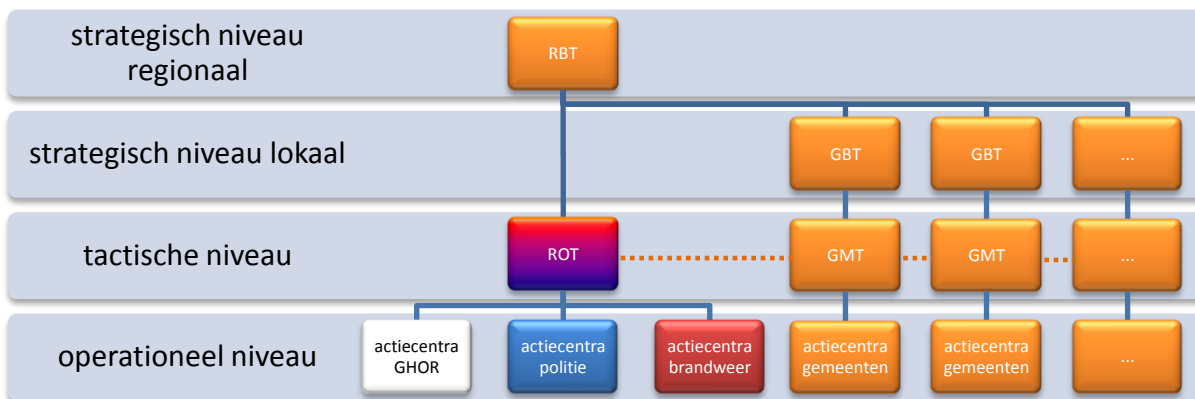 strategisch niveau
regionaal
RBT
strategisch niveau lokaal
GBT
GBT
...
tactische niveau
ROT
GMT
GMT
...
operationeel niveau
actiecentra
GHOR
actiecentra
politie
actiecentra
brandweer
actiecentra
gemeenten
actiecentra
gemeenten
...